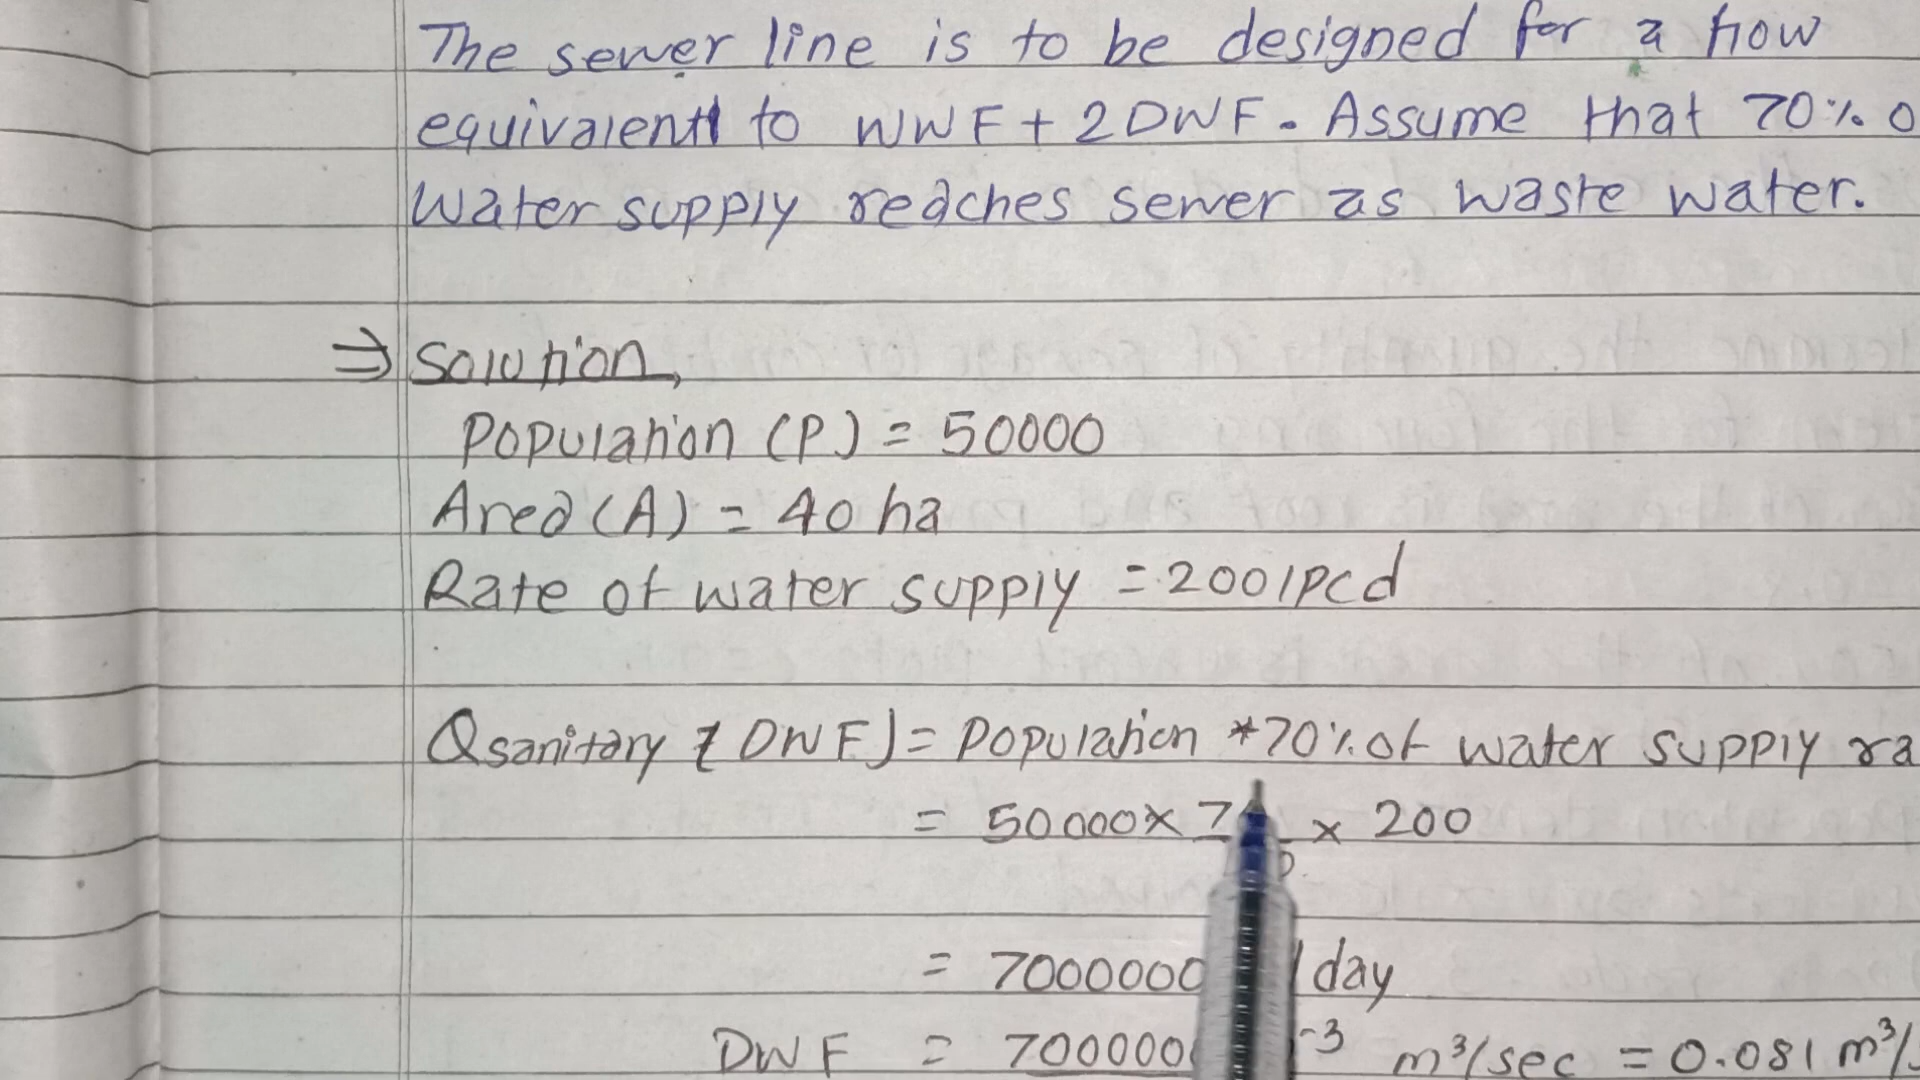 The sewer line is to be designed for a flow
equivalent to WWF + 2DWF. Assume that 70% o
water supply reaches sewer as waste water.
⇒ Solution,
Population (P) = 50000
Area (A) = 40 ha
Rate of water supply = 200 lpcd
Qsanitary { DWF} = Population * 70% of water supply ra
= 50000 × 7 × 200
= 7000000 l day
DWF = 700000 -3 m³/sec = 0.081 m³/